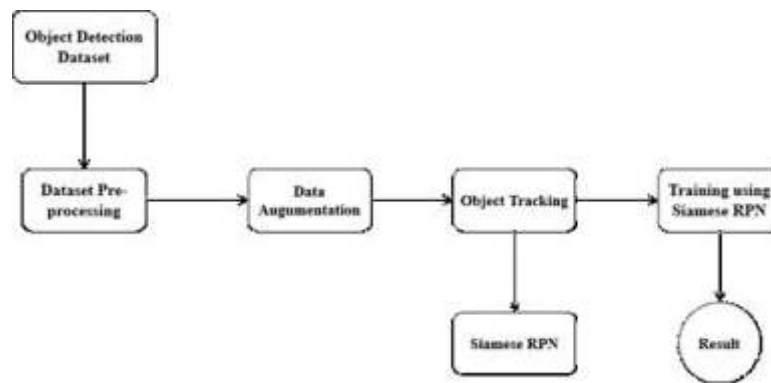 Object Detection
Dataset
Dataset Pre-
processing
Data
Augumentation
Object Tracking
Training using
Siamese RPN
Siamese RPN
Result